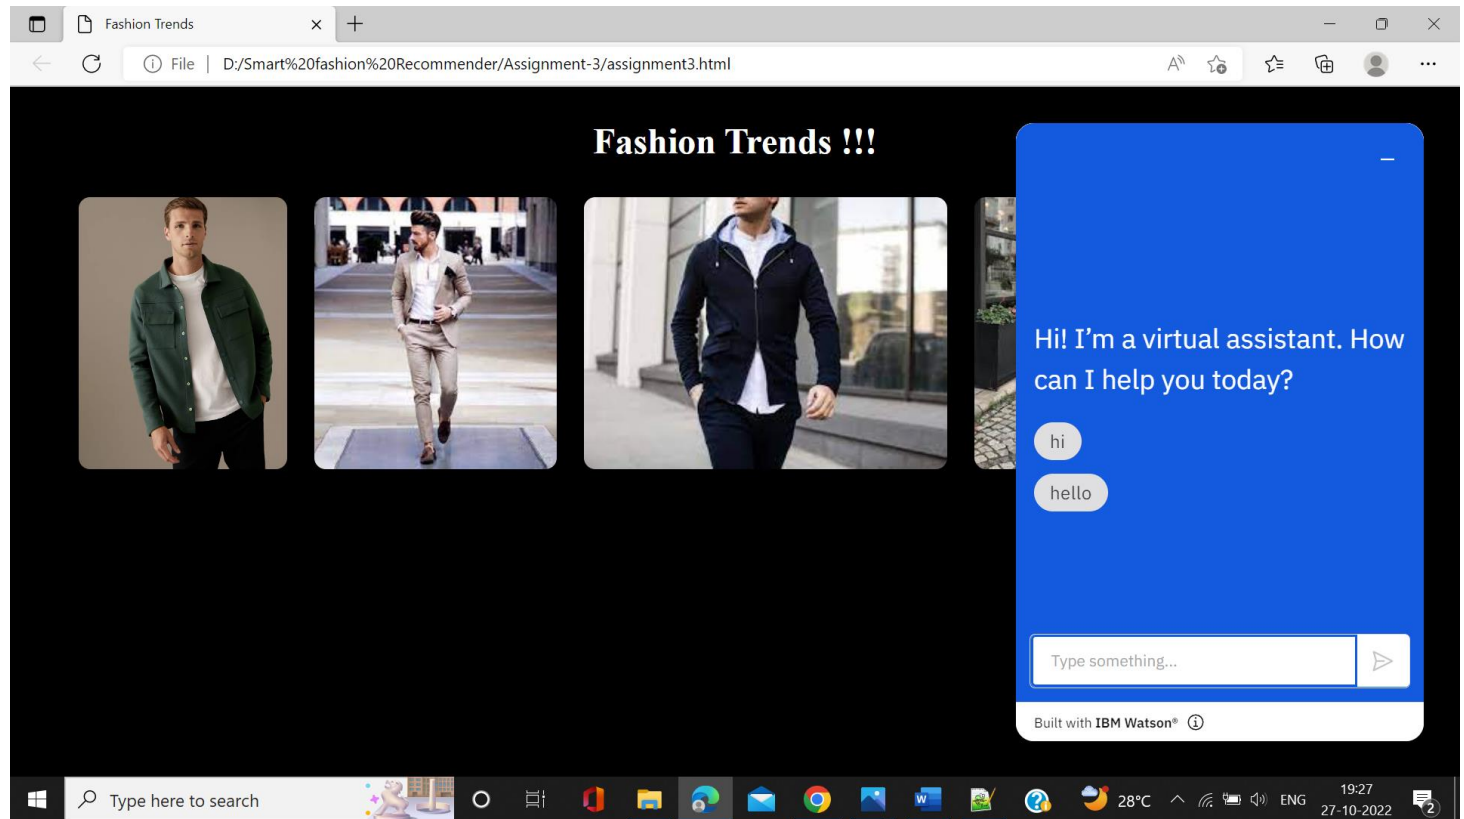 Fashion Trends
File | D:/Smart%20fashion%20Recommender/Assignment-3/assignment3.html
Fashion Trends !!!
Hi! I’m a virtual assistant. How
can I help you today?
hi
hello
Type something...
Built with IBM Watson®
Type here to search
28°C
ENG
19:27
27-10-2022
2